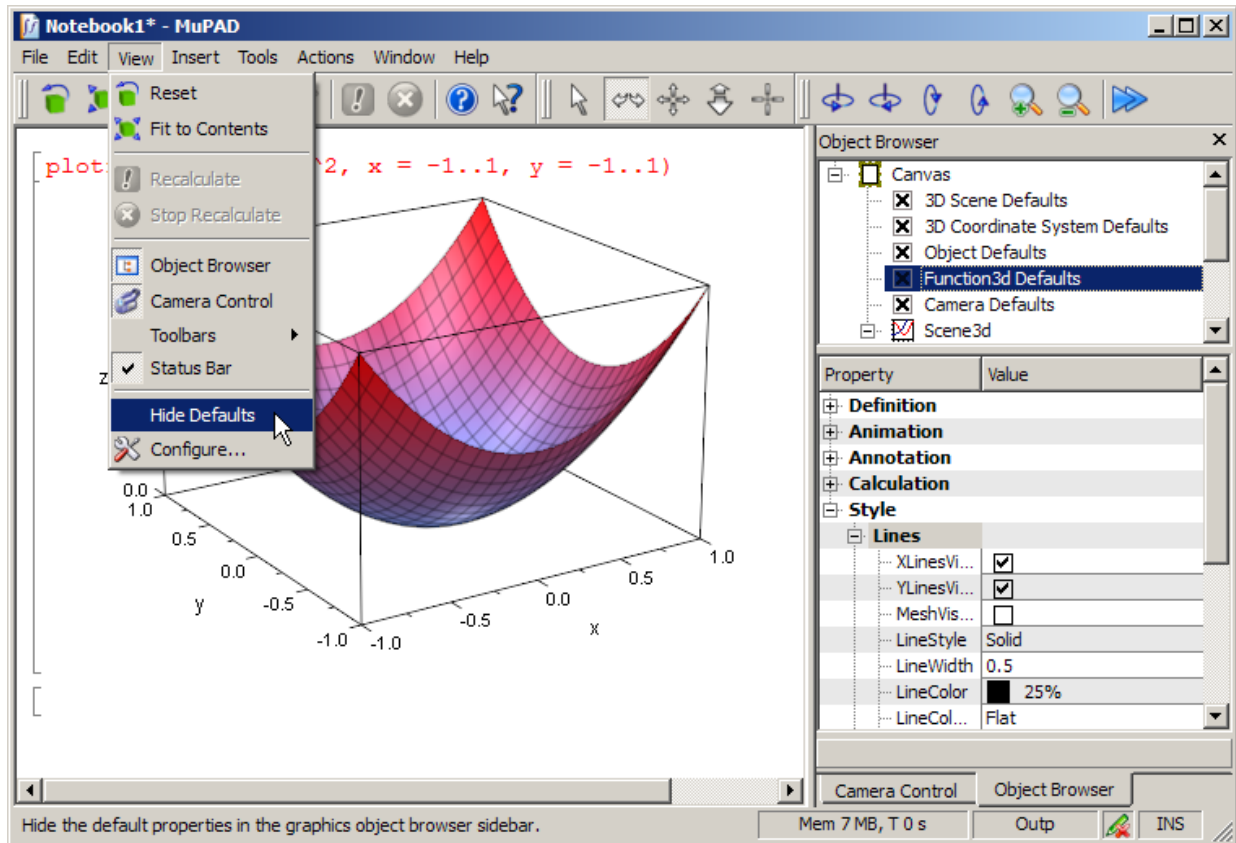 Notebook1* - MuPAD
File Edit View Insert Tools Actions Window Help
Reset
Fit to Contents
Recalculate
Stop Recalculate
Object Browser
Camera Control
Toolbars
Status Bar
Hide Defaults
Configure...
plot ^2, x = -1..1, y = -1..1)
z
0.0
1.0
0.5
0.0
y
-0.5
-1.0
-1.0
-0.5
0.0
x
0.5
1.0
Object Browser
Canvas
3D Scene Defaults
3D Coordinate System Defaults
Object Defaults
Function3d Defaults
Camera Defaults
Scene3d
Property Value
Definition
Animation
Annotation
Calculation
Style
Lines
XLinesVi...
YLinesVi...
MeshVis...
LineStyle Solid
LineWidth 0.5
LineColor 25%
LineCol... Flat
Camera Control Object Browser
Hide the default properties in the graphics object browser sidebar. Mem 7 MB, T 0 s Outp INS